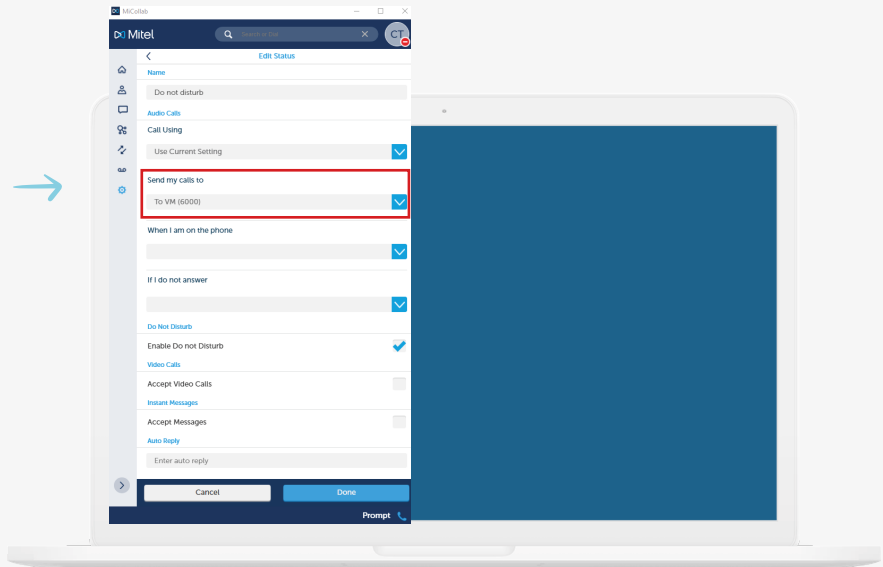 MiCollab
Mitel
Search or Dial
CT
Edit Status
Name
Do not disturb
Audio Calls
Call Using
Use Current Setting
Send my calls to
To VM (6000)
When I am on the phone
If I do not answer
Do Not Disturb
Enable Do not Disturb
Video Calls
Accept Video Calls
Instant Messages
Accept Messages
Auto Reply
Enter auto reply
Cancel
Done
Prompt